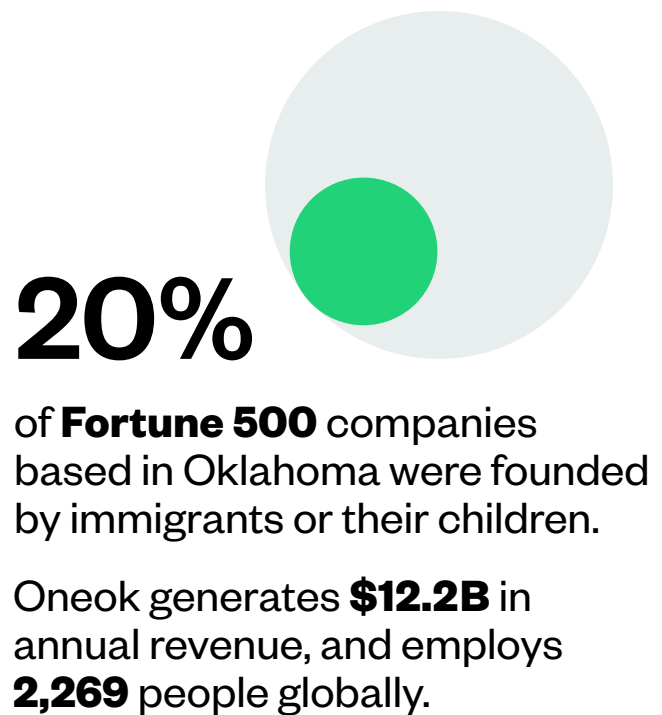 20%
of Fortune 500 companies
based in Oklahoma were founded
by immigrants or their children.
Oneok generates $12.2B in
annual revenue, and employs
2,269 people globally.